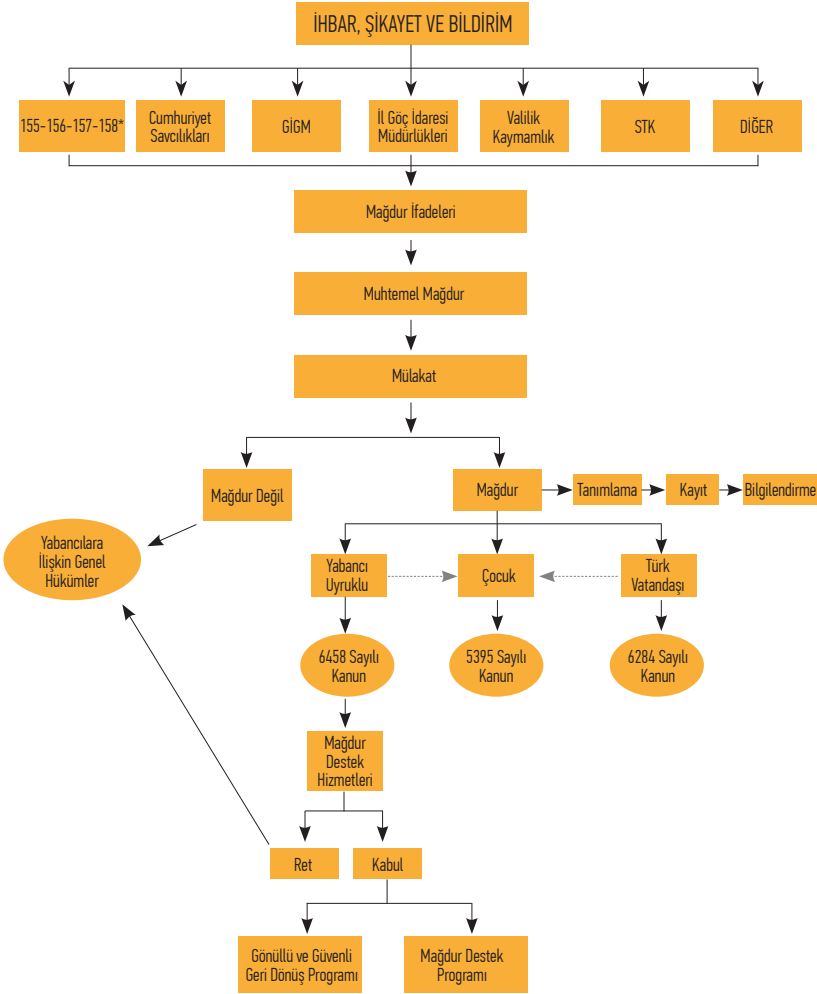 İHBAR, ŞİKAYET VE BİLDİRİM
155-156-157-158*
Cumhuriyet
Savcılıkları
GİGM
İl Göç İdaresi
Müdürlükleri
Valilik
Kaymamlık
STK
DİĞER
Mağdur İfadeleri
Muhtemel Mağdur
Mülakat
Mağdur Değil
Mağdur
Tanımlama
Kayıt
Bilgilendirme
Yabancılara
İlişkin Genel
Hükümler
Yabancı
Uyruklu
Çocuk
Türk
Vatandaşı
6458 Sayılı
Kanun
5395 Sayılı
Kanun
6284 Sayılı
Kanun
Mağdur
Destek
Hizmetleri
Ret
Kabul
Gönüllü ve Güvenli
Geri Dönüş Programı
Mağdur Destek
Programı